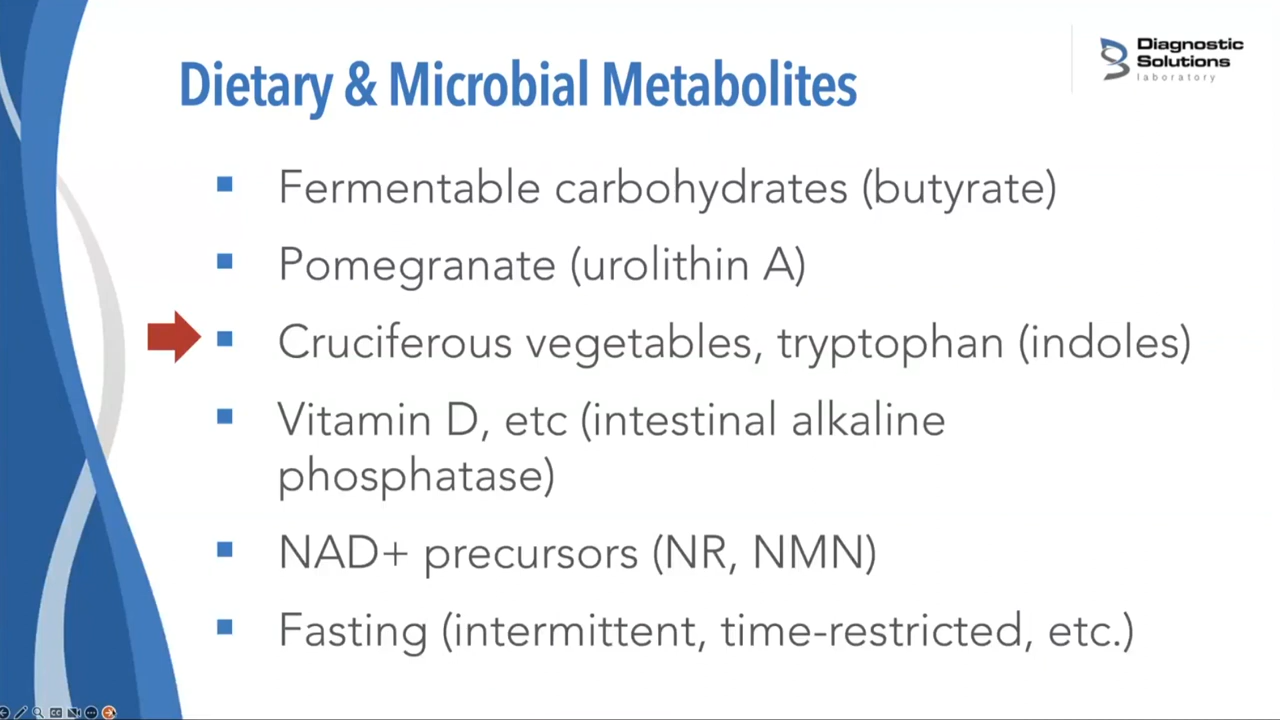 Diagnostic
Solutions
laboratory
Dietary & Microbial Metabolites
Fermentable carbohydrates (butyrate)
Pomegranate (urolithin A)
Cruciferous vegetables, tryptophan (indoles)
Vitamin D, etc (intestinal alkaline
phosphatase)
NAD+ precursors (NR, NMN)
Fasting (intermittent, time-restricted, etc.)